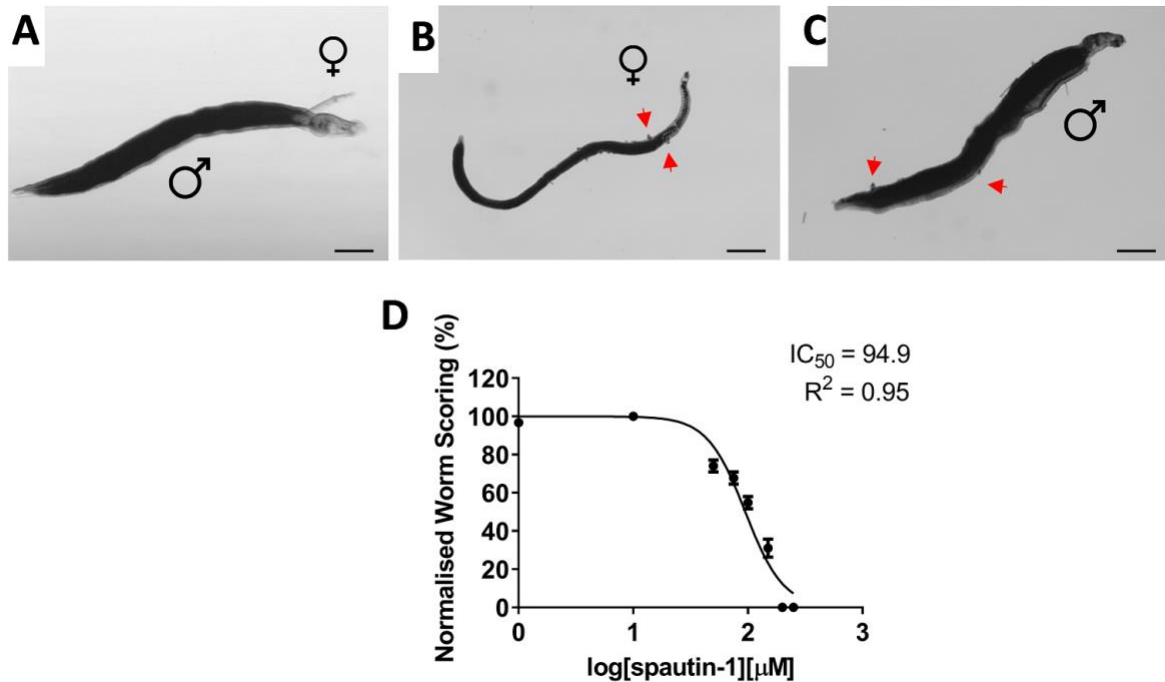 A
♀
♂
B
♀
C
♂
D
Normalised Worm Scoring (%)
120
100
80
60
40
20
0
0
1
2
3
log[spautin-1][µM]
IC50 = 94.9
R2 = 0.95